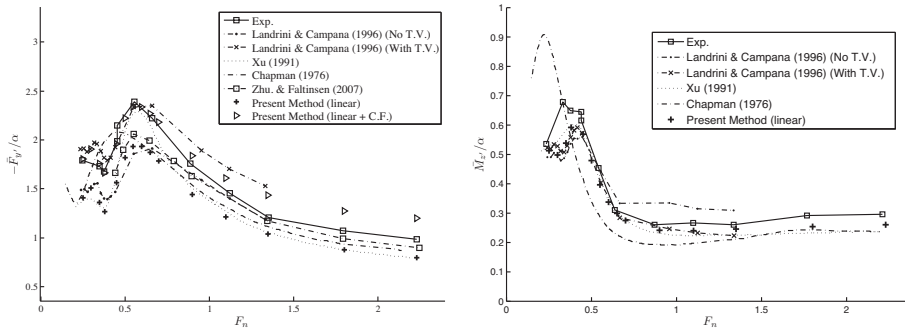 Exp.
Landrini & Campana (1996) (No T.V.)
Landrini & Campana (1996) (With T.V.)
Xu (1991)
Chapman (1976)
Zhu. & Faltinsen (2007)
Present Method (linear)
Present Method (linear + C.F.)
3
2.5
2
1.5
1
0.5
0
0.5
1
1.5
2
-F̄y'/α
Fn
Exp.
Landrini & Campana (1996) (No T.V.)
Landrini & Campana (1996) (With T.V.)
Xu (1991)
Chapman (1976)
Present Method (linear)
1
0.9
0.8
0.7
0.6
0.5
0.4
0.3
0.2
0.1
0
0
0.5
1
1.5
2
M̄z'/α
Fn